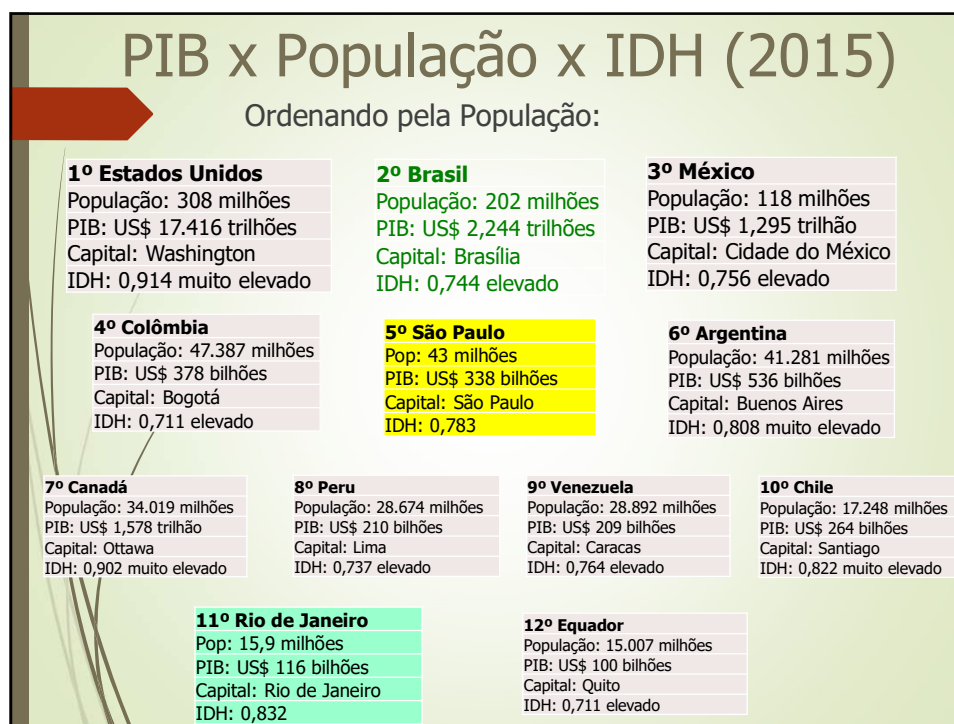 PIB x População x IDH (2015)
Ordenando pela População:
1º Estados Unidos
População: 308 milhões
PIB: US$ 17.416 trilhões
Capital: Washington
IDH: 0,914 muito elevado
2º Brasil
População: 202 milhões
PIB: US$ 2,244 trilhões
Capital: Brasília
IDH: 0,744 elevado
3º México
População: 118 milhões
PIB: US$ 1,295 trilhão
Capital: Cidade do México
IDH: 0,756 elevado
4º Colômbia
População: 47.387 milhões
PIB: US$ 378 bilhões
Capital: Bogotá
IDH: 0,711 elevado
5º São Paulo
Pop: 43 milhões
PIB: US$ 338 bilhões
Capital: São Paulo
IDH: 0,783
6º Argentina
População: 41.281 milhões
PIB: US$ 536 bilhões
Capital: Buenos Aires
IDH: 0,808 muito elevado
7º Canadá
População: 34.019 milhões
PIB: US$ 1,578 trilhão
Capital: Ottawa
IDH: 0,902 muito elevado
8º Peru
População: 28.674 milhões
PIB: US$ 210 bilhões
Capital: Lima
IDH: 0,737 elevado
9º Venezuela
População: 28.892 milhões
PIB: US$ 209 bilhões
Capital: Caracas
IDH: 0,764 elevado
10º Chile
População: 17.248 milhões
PIB: US$ 264 bilhões
Capital: Santiago
IDH: 0,822 muito elevado
11º Rio de Janeiro
Pop: 15,9 milhões
PIB: US$ 116 bilhões
Capital: Rio de Janeiro
IDH: 0,832
12º Equador
População: 15.007 milhões
PIB: US$ 100 bilhões
Capital: Quito
IDH: 0,711 elevado